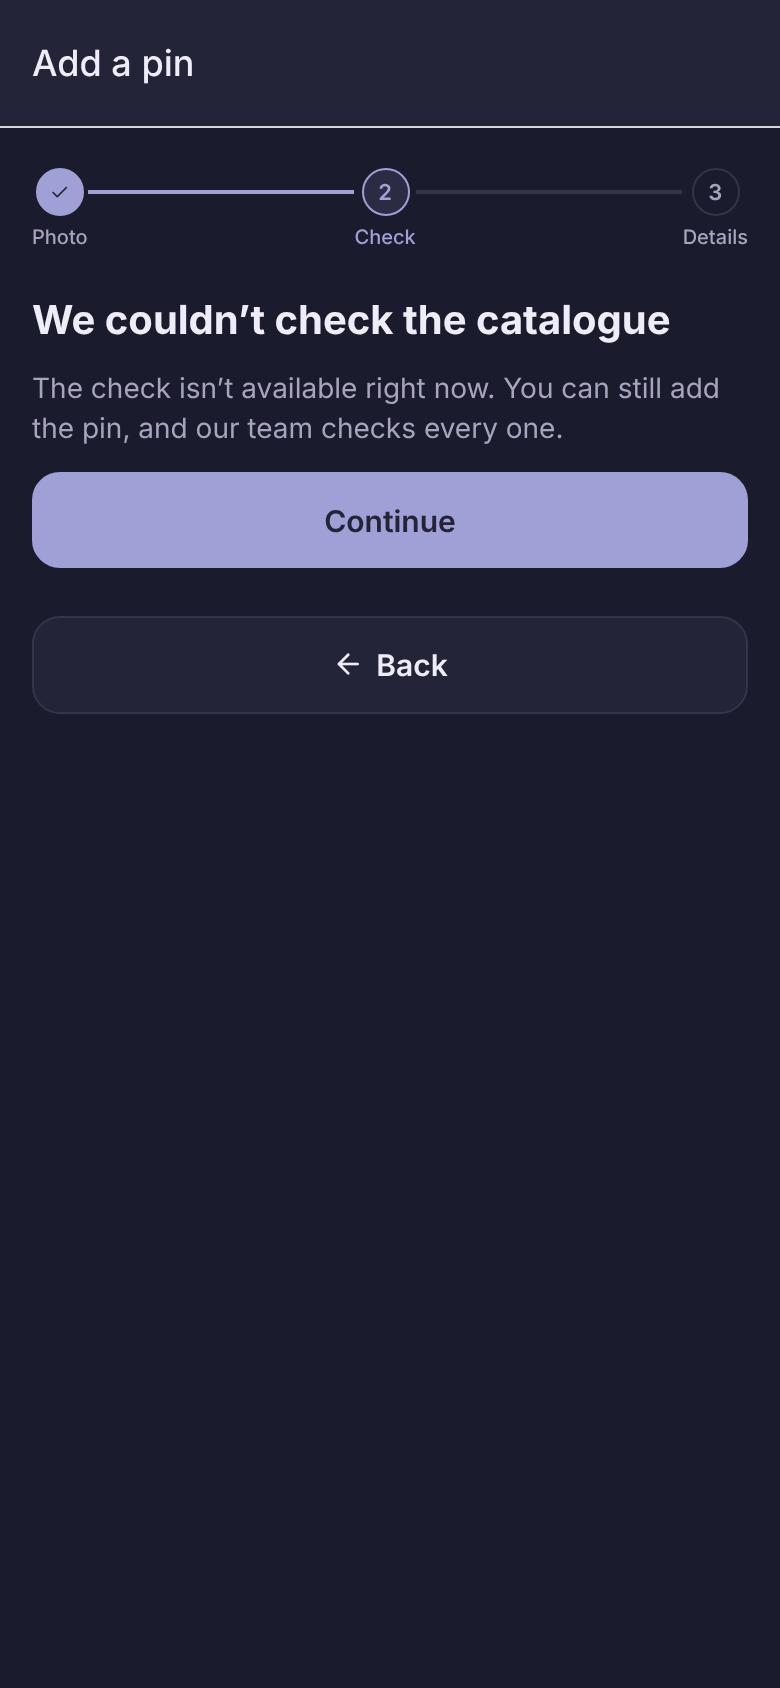 Add a pin
2
3
Photo
Check
Details
We couldn’t check the catalogue
The check isn’t available right now. You can still add
the pin, and our team checks every one.
Continue
Back